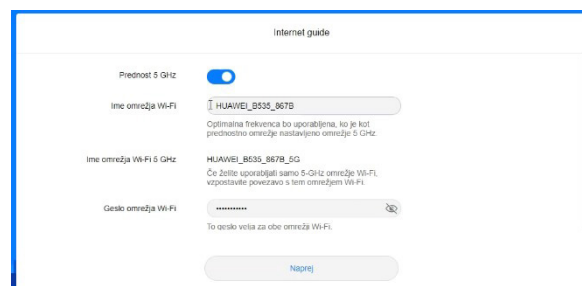 Internet guide
Prednost 5 GHz
Ime omrežja Wi-Fi
HUAWEI_B535_867B
Optimalna frekvenca bo uporabljena, ko je kot
prednostno omrežje nastavljeno omrežje 5 GHz.
Ime omrežja Wi-Fi 5 GHz
HUAWEI_B535_867B_5G
Če želite uporabljati samo 5-GHz omrežje Wi-Fi,
vzpostavite povezavo s tem omrežjem Wi-Fi.
Geslo omrežja Wi-Fi
•••••••••••
To geslo velja za obe omrežji Wi-Fi.
Naprej